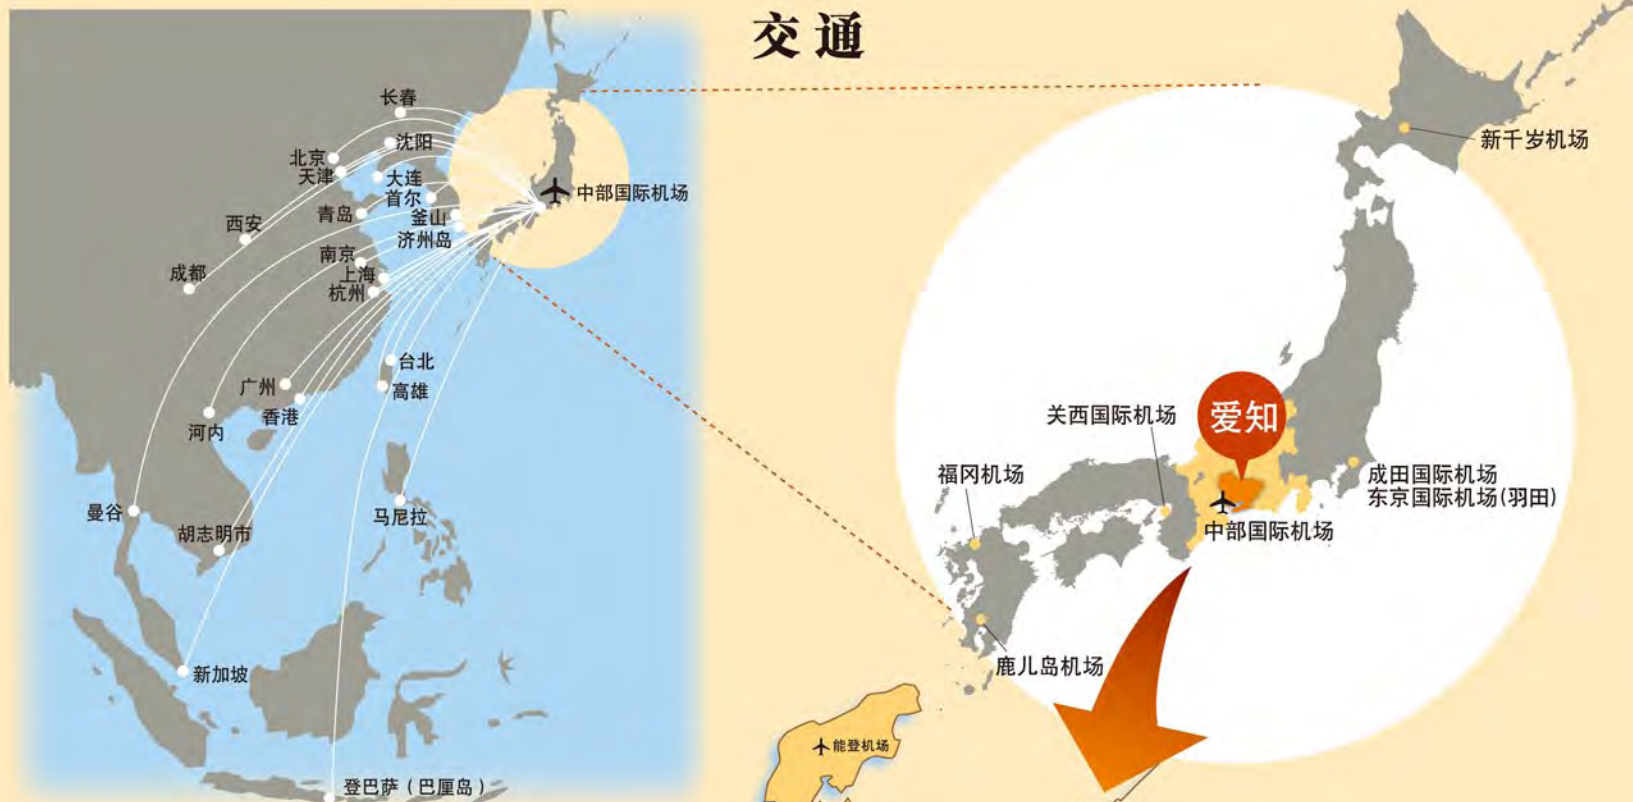 交通
长春
沈阳
北京
天津
大连
首尔
青岛
釜山
济州岛
西安
南京
成都
上海
杭州
中部国际机场
台北
广州
高雄
香港
河内
曼谷
马尼拉
胡志明市
新加坡
登巴萨（巴厘岛）
新千岁机场
爱知
关西国际机场
福冈机场
成田国际机场
东京国际机场(羽田)
中部国际机场
鹿儿岛机场
能登机场